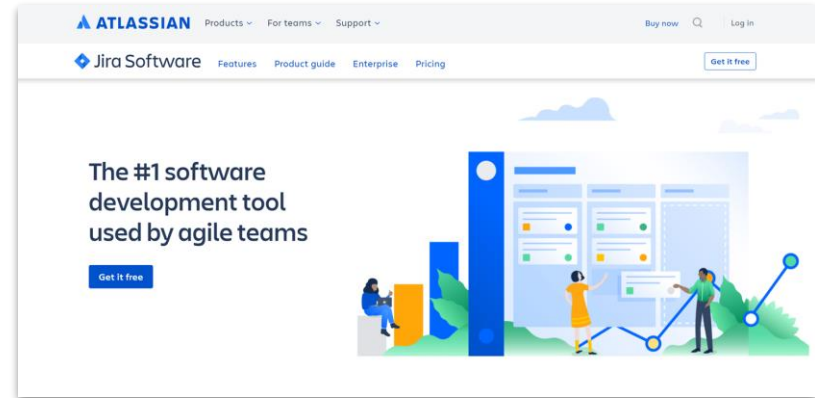 ATLASSIAN Products For teams Support Buy now Log in
Jira Software Features Product guide Enterprise Pricing Get it free
The #1 software
development tool
used by agile teams
Get it free